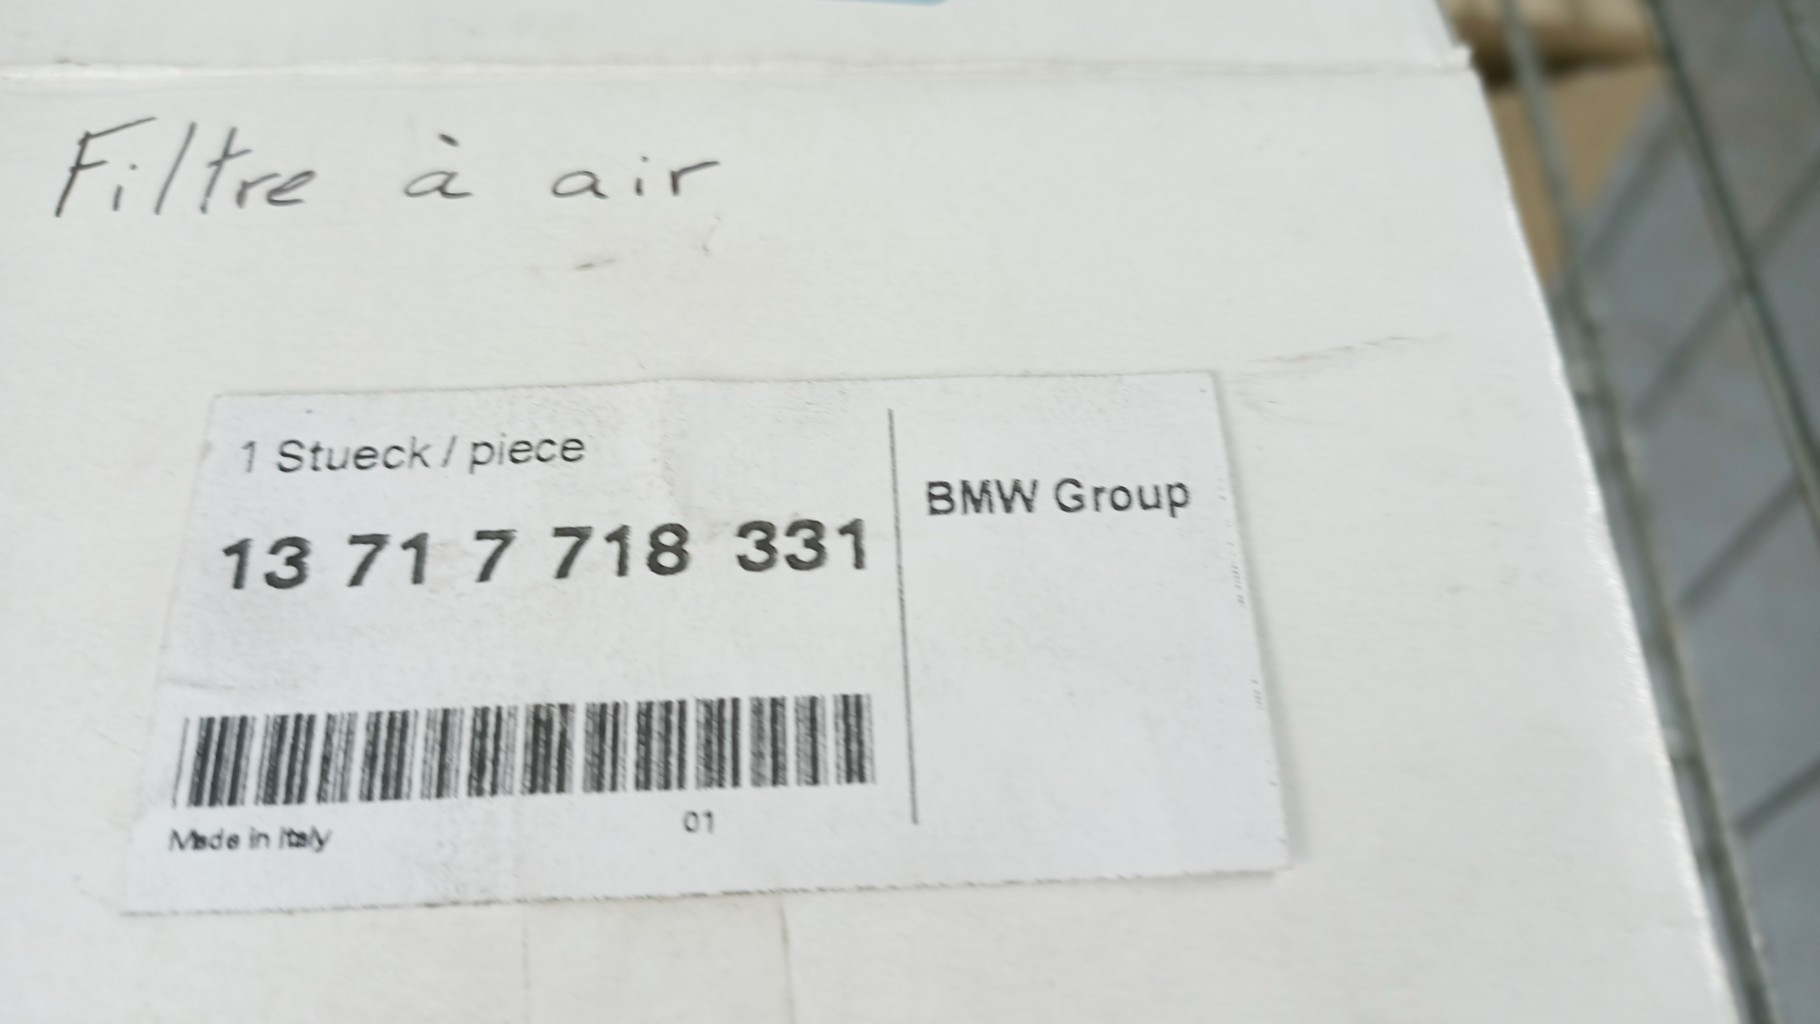 Filtre à air
1 Stueck / piece
13 71 7 718 331
BMW Group
Made in Italy
01